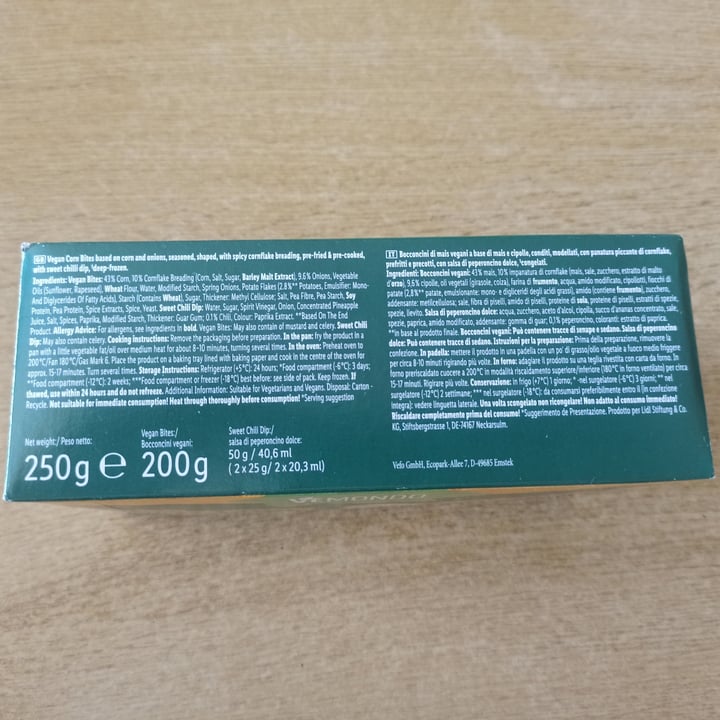 GB Vegan Corn Bites based on corn and onions, seasoned, shaped, with spicy cornflake breading, pre-fried & pre-cooked,
with sweet chilli dip, ¹deep-frozen.
Ingredients: Vegan Bites: 43% Corn, 10% Cornflake Breading (Corn, Salt, Sugar, Barley Malt Extract), 9.6% Onions, Vegetable
Oils (Sunflower, Rapeseed), Wheat Flour, Water, Modified Starch, Spring Onions, Potato Flakes (2.8%** Potatoes, Emulsifier: Mono-
And Diglycerides Of Fatty Acids), Starch (Contains Wheat), Sugar, Thickener: Methyl Cellulose; Salt, Pea Fibre, Pea Starch, Soy
Protein, Pea Protein, Spice Extracts, Spice, Yeast. Sweet Chili Dip: Water, Sugar, Spirit Vinegar, Onion, Concentrated Pineapple
Juice, Salt, Spices, Paprika, Modified Starch, Thickener: Guar Gum; 0.1% Chili, Colour: Paprika Extract. **Based On The End
Product. Allergy Advice: For allergens, see ingredients in bold. Vegan Bites: May also contain of mustard and celery. Sweet Chili
Dip: May also contain celery. Cooking instructions: Remove the packaging before preparation. In the pan: Fry the product in a
pan with a little vegetable fat/oil over medium heat for about 8-10 minutes, turning several times. In the oven: Preheat oven to
200°C/Fan 180°C/Gas Mark 6. Place the product on a baking tray lined with baking paper and cook in the centre of the oven for
approx. 15-17 minutes. Turn several times. Storage Instructions: Refrigerator (+5°C): 24 hours; *Food compartment (-6°C): 3 days;
**Food compartment (-12°C): 2 weeks; ***Food compartment or freezer (-18°C) best before: see side of pack. Keep frozen. If
thawed, use within 24 hours and do not refreeze. Additional Information: Suitable for Vegetarians and Vegans. Disposal: Carton -
Recycle. Not suitable for immediate consumption! Heat through thoroughly before consumption! *Serving suggestion
Net weight:/ Peso netto:
250 g ℮
Vegan Bites:/
Bocconcini vegani:
200 g
Sweet Chili Dip:/
salsa di peperoncino dolce:
50 g / 40,6 ml
( 2 x 25 g/ 2 x 20,3 ml)
IT Bocconcini di mais vegani a base di mais e cipolle, conditi, modellati, con panatura piccante di cornflake,
prefritti e precotti, con salsa di peperoncino dolce, ¹congelati.
Ingredienti: Bocconcini vegani: 43% mais, 10% impanatura di cornflake (mais, sale, zucchero, estratto di malto
d'orzo), 9,6% cipolle, oli vegetali (girasole, colza), farina di frumento, acqua, amido modificato, cipollotti, fiocchi di
patate (2,8%** patate, emulsionante: mono- e digliceridi degli acidi grassi), amido (contiene frumento), zucchero,
addensante: metilcellulosa; sale, fibra di piselli, amido di piselli, proteine di soia, proteine di piselli, estratti di spezie,
spezie, lievito. Salsa di peperoncino dolce: acqua, zucchero, aceto d'alcol, cipolla, succo d'ananas concentrato, sale,
spezie, paprica, amido modificato, addensante: gomma di guar; 0,1% peperoncino, colorante: estratto di paprica.
**in base al prodotto finale. Bocconcini vegani: Può contenere tracce di senape e sedano. Salsa di peperoncino
dolce: Può contenere tracce di sedano. Istruzioni per la preparazione: Prima della preparazione, rimuovere la
confezione. In padella: mettere il prodotto in una padella con un po' di grasso/olio vegetale a fuoco medio friggere
circa 8-10 minuti rigirando più volte. In forno: adagiare il prodotto su una teglia rivestita con carta da forno. In
forno preriscaldato cuocere a 200°C in modalità riscaldamento superiore/inferiore (180°C in forno ventilato) per circa
15-17 minuti. Rigirare più volte. Conservazione: in frigo (+7°C) 1 giorno; * nel surgelatore (-6°C) 3 giorni; ** nel
surgelatore (-12°C) 2 settimane; *** nel surgelatore (-18°C): da consumarsi preferibilmente entro il (in confezione
integra): vedere linguetta laterale. Una volta scongelato non ricongelare! Non adatto al consumo immediato!
Riscaldare completamente prima del consumo! *Suggerimento de Presentazione. Prodotto per Lidl Stiftung & Co.
KG, Stiftsbergstrasse 1, DE-74167 Neckarsulm.
Vefo GmbH, Ecopark-Allee 7, D-49685 Emstek
VEMONDO